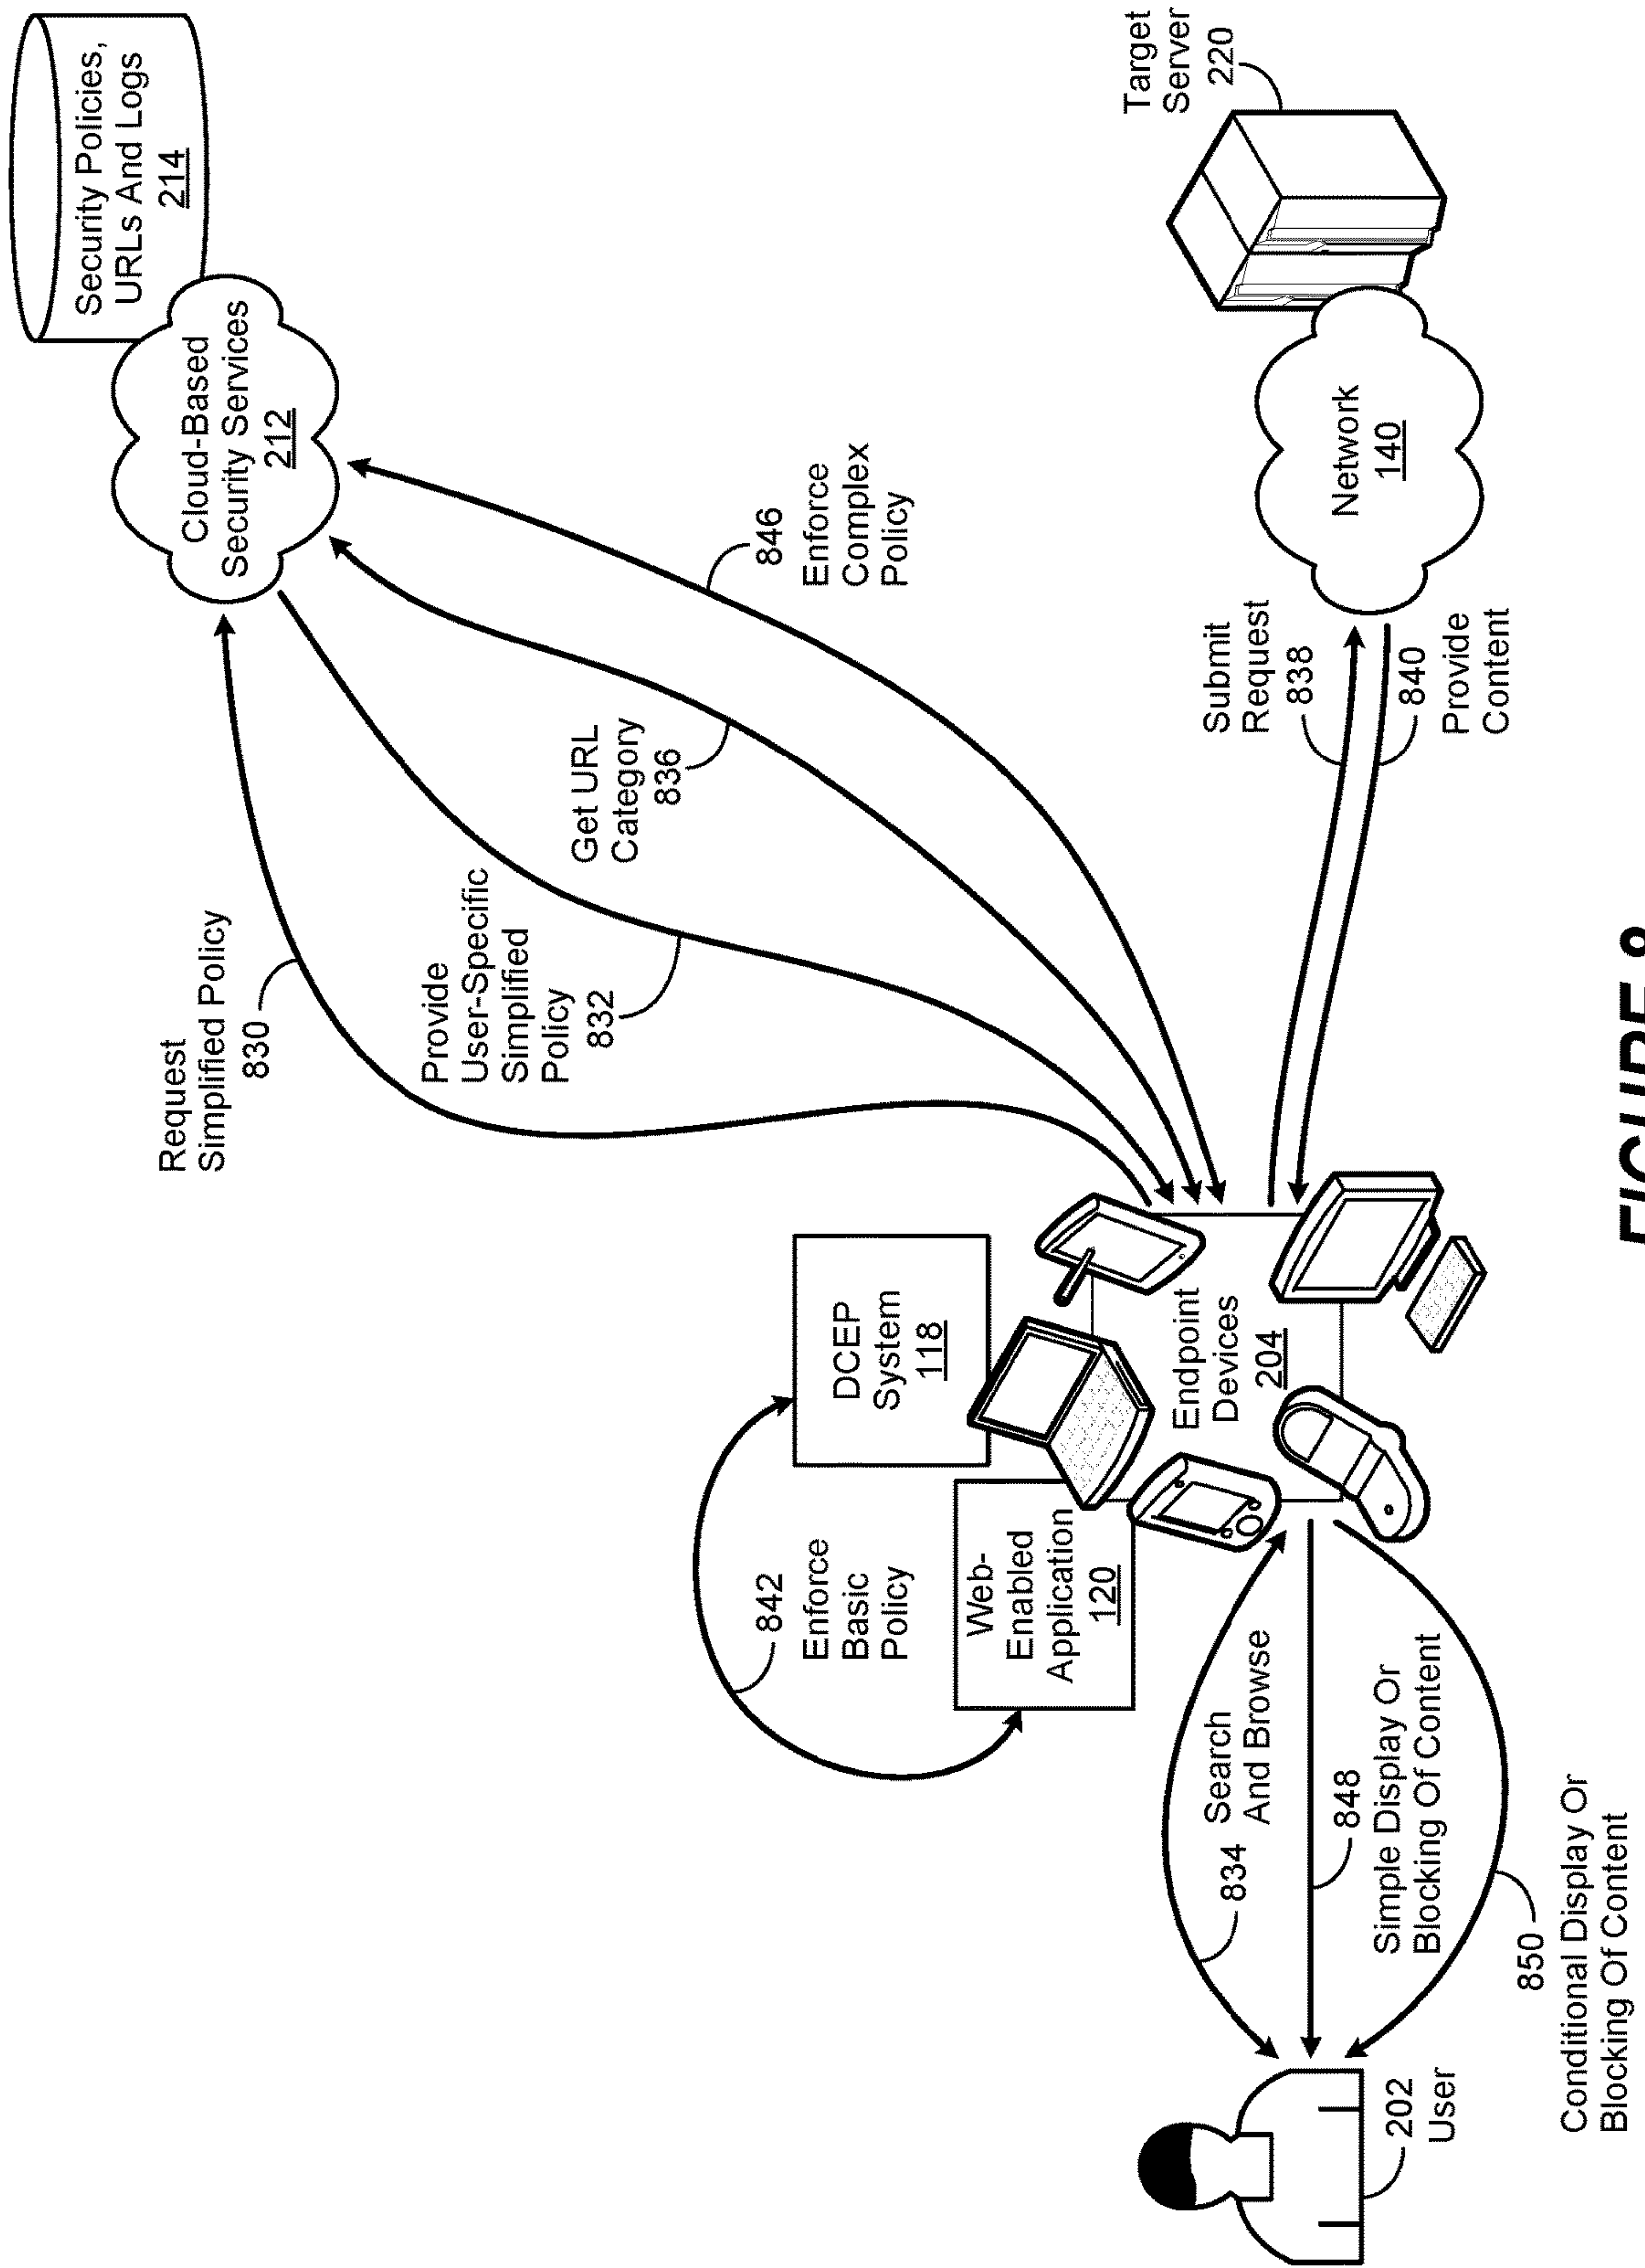 Security Policies,
URLs And Logs
214
Cloud-Based
Security Services
212
Request
Simplified Policy
830
Provide
User-Specific
Simplified
Policy
832
Get URL
Category
836
846
Enforce
Complex
Policy
842
Enforce
Basic
Policy
DCEP
System
118
Web-
Enabled
Application
120
Endpoint
Devices
204
Target
Server
220
Network
140
Submit
Request
838
840
Provide
Content
834
Search
And Browse
848
Simple Display Or
Blocking Of Content
850
Conditional Display Or
Blocking Of Content
202
User
FIGURE 8